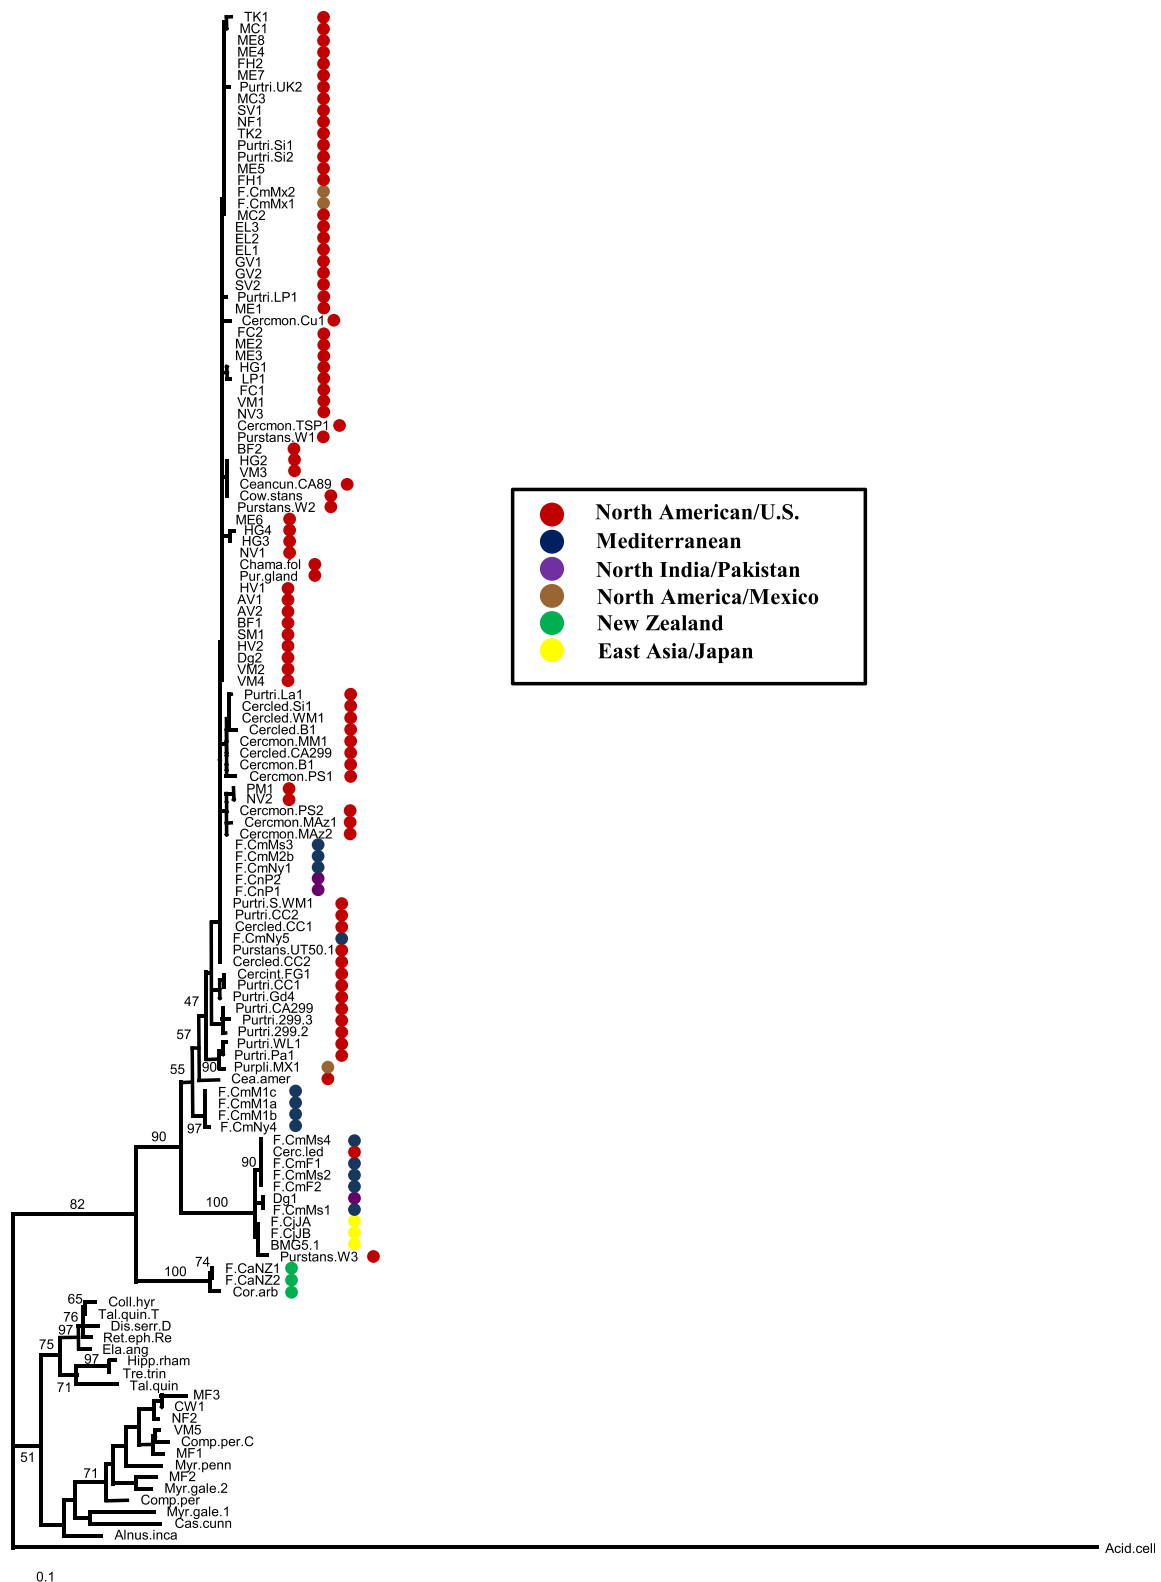 TK1
MC1
ME8
ME4
FH2
ME7
Purtri.UK2
MC3
SV1
NF1
TK2
Purtri.Si1
Purtri.Si2
ME5
FH1
F.CmMx2
F.CmMx1
MC2
EL3
EL2
EL1
GV1
GV2
SV2
Purtri.LP1
ME1
Cercmon.Cu1
FC2
ME2
ME3
HG1
LP1
FC1
VM1
NV3
Cercmon.TSP1
Purstans.W1
BF2
HG2
VM3
Ceancun.CA89
Cow.stans
Purstans.W2
ME6
HG4
HG3
NV1
Chama.fol
Pur.gland
HV1
AV1
AV2
BF1
SM1
HV2
Dg2
VM2
VM4
Purtri.La1
Cercled.Si1
Cercled.WM1
Cercled.B1
Cercmon.MM1
Cercled.CA299
Cercmon.B1
Cercmon.PS1
PM1
NV2
Cercmon.PS2
Cercmon.MAz1
Cercmon.MAz2
F.CmMs3
F.CmM2b
F.CmNy1
F.CnP2
F.CnP1
Purtri.S.WM1
Purtri.CC2
Cercled.CC1
F.CmNy5
Purstans.UT50.1
Cercled.CC2
Cercint.FG1
Purtri.CC1
Purtri.Gd4
47
Purtri.CA299
Purtri.299.3
Purtri.299.2
57
Purtri.WL1
Purtri.Pa1
90
Purpli.MX1
55
Cea.amer
F.CmM1c
F.CmM1a
F.CmM1b
97
F.CmNy4
90
F.CmMs4
Cerc.led
90
F.CmF1
F.CmMs2
F.CmF2
Dg1
100
F.CmMs1
82
F.CjJA
F.CjJB
BMG5.1
Purstans.W3
74
F.CaNZ1
100
F.CaNZ2
Cor.arb
65
Coll.hyr
Tal.quin.T
76
Dis.serr.D
97
Ret.eph.Re
75
Ela.ang
97
Hipp.rham
Tre.trin
71
Tal.quin
MF3
CW1
NF2
VM5
Comp.per.C
51
MF1
Myr.penn
71
MF2
Myr.gale.2
Comp.per
Myr.gale.1
Cas.cunn
Alnus.inca
Acid.cell
0.1
North American/U.S.
Mediterranean
North India/Pakistan
North America/Mexico
New Zealand
East Asia/Japan